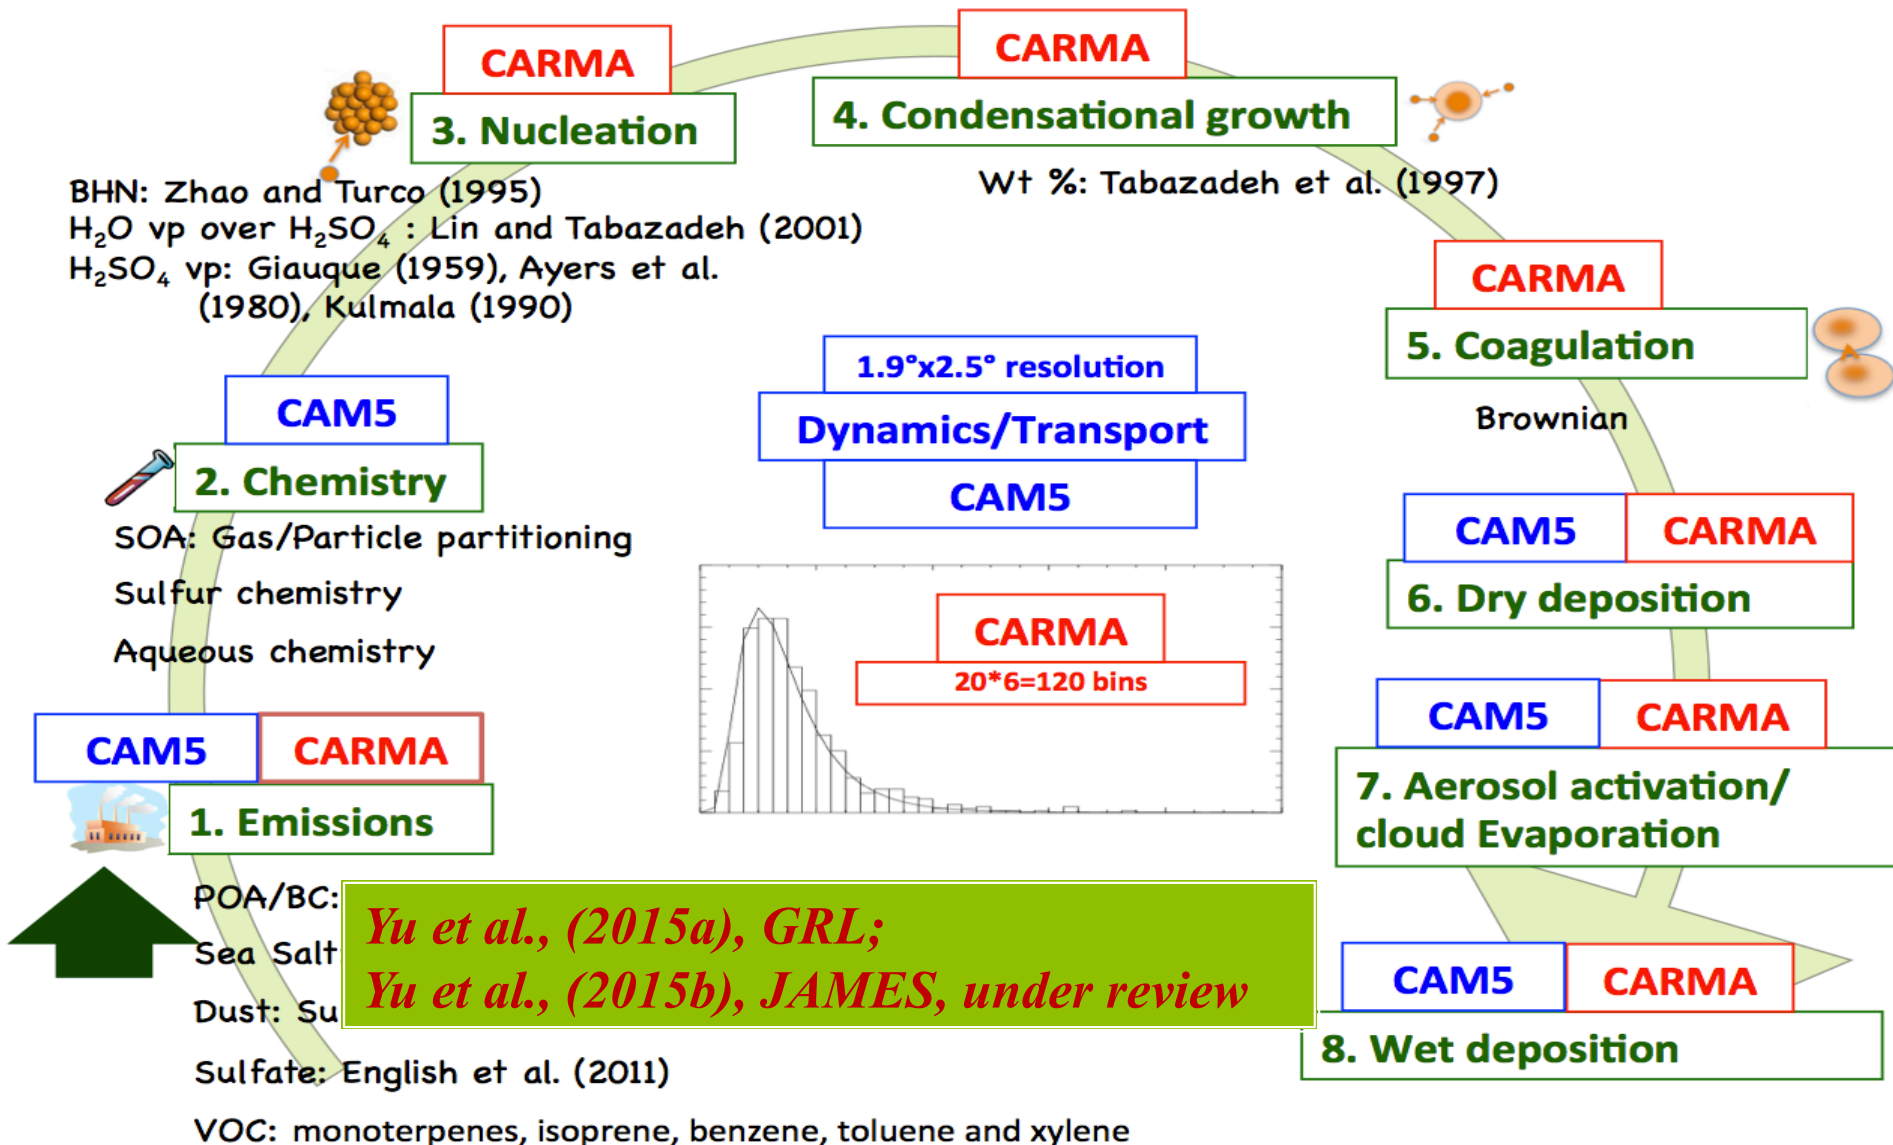 CARMA
3. Nucleation
BHN: Zhao and Turco (1995)
H₂O vp over H₂SO₄ : Lin and Tabazadeh (2001)
H₂SO₄ vp: Giauque (1959), Ayers et al.
(1980), Kulmala (1990)
CARMA
4. Condensational growth
Wt %: Tabazadeh et al. (1997)
CARMA
5. Coagulation
Brownian
CAM5
2. Chemistry
SOA: Gas/Particle partitioning
Sulfur chemistry
Aqueous chemistry
1.9°x2.5° resolution
Dynamics/Transport
CAM5
CARMA
20*6=120 bins
CAM5 CARMA
6. Dry deposition
CAM5 CARMA
7. Aerosol activation/
cloud Evaporation
CAM5 CARMA
8. Wet deposition
CAM5 CARMA
1. Emissions
POA/BC:
Sea Salt:
Dust: Su
Sulfate: English et al. (2011)
VOC: monoterpenes, isoprene, benzene, toluene and xylene
Yu et al., (2015a), GRL;
Yu et al., (2015b), JAMES, under review